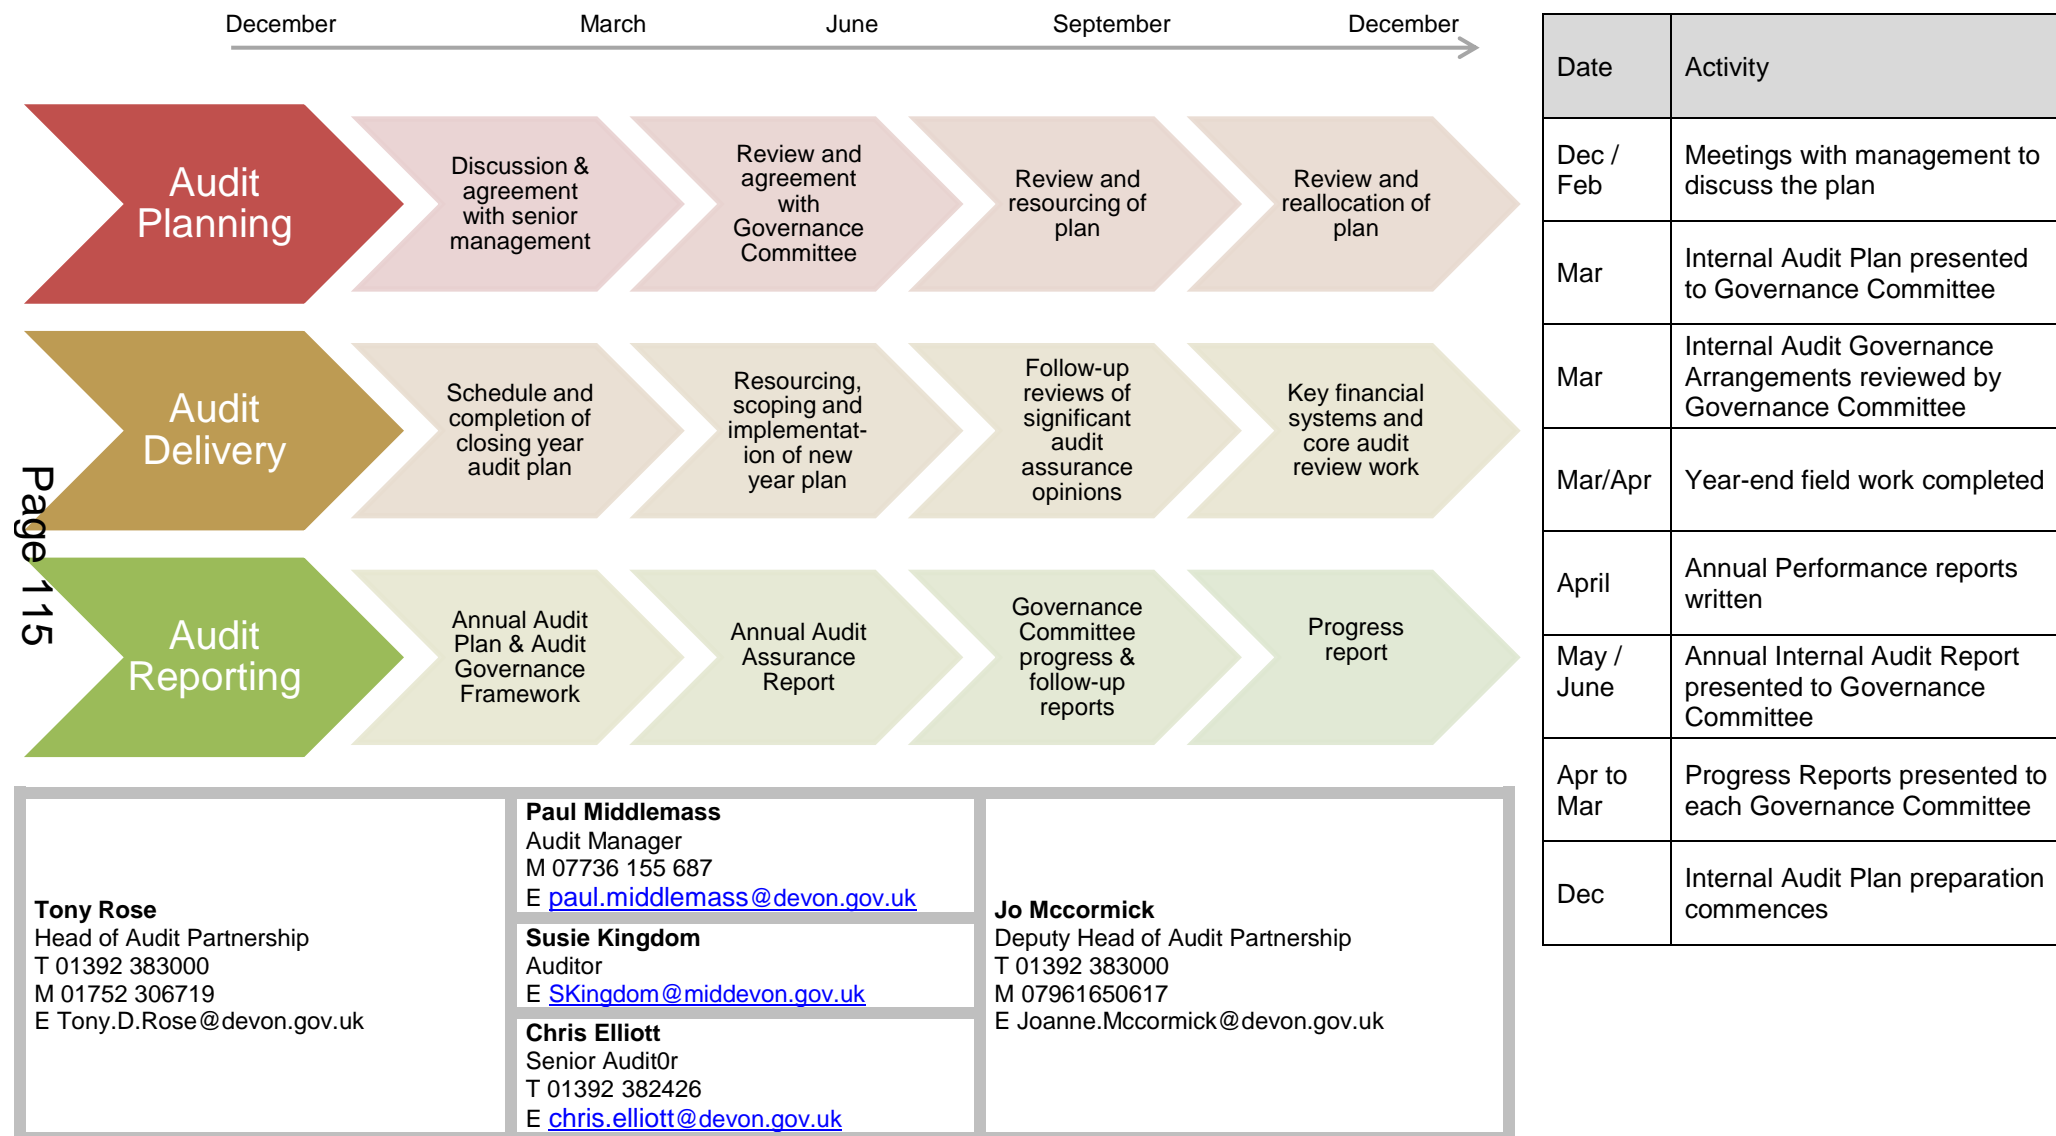 December March June September December
Audit
Planning
Discussion &
agreement
with senior
management
Review and
agreement
with
Governance
Committee
Review and
resourcing of
plan
Review and
reallocation of
plan
Audit
Delivery
Schedule and
completion of
closing year
audit plan
Resourcing,
scoping and
implementat-
ion of new
year plan
Follow-up
reviews of
significant
audit
assurance
opinions
Key financial
systems and
core audit
review work
Page 115
Audit
Reporting
Annual Audit
Plan & Audit
Governance
Framework
Annual Audit
Assurance
Report
Governance
Committee
progress &
follow-up
reports
Progress
report
Tony Rose
Head of Audit Partnership
T 01392 383000
M 01752 306719
E Tony.D.Rose@devon.gov.uk
Paul Middlemass
Audit Manager
M 07736 155 687
E paul.middlemass@devon.gov.uk
Susie Kingdom
Auditor
E SKingdom@middevon.gov.uk
Chris Elliott
Senior Audit0r
T 01392 382426
E chris.elliott@devon.gov.uk
Jo Mccormick
Deputy Head of Audit Partnership
T 01392 383000
M 07961650617
E Joanne.Mccormick@devon.gov.uk
Date Activity
Dec /
Feb
Meetings with management to
discuss the plan
Mar
Internal Audit Plan presented
to Governance Committee
Mar
Internal Audit Governance
Arrangements reviewed by
Governance Committee
Mar/Apr Year-end field work completed
April
Annual Performance reports
written
May /
June
Annual Internal Audit Report
presented to Governance
Committee
Apr to
Mar
Progress Reports presented to
each Governance Committee
Dec
Internal Audit Plan preparation
commences